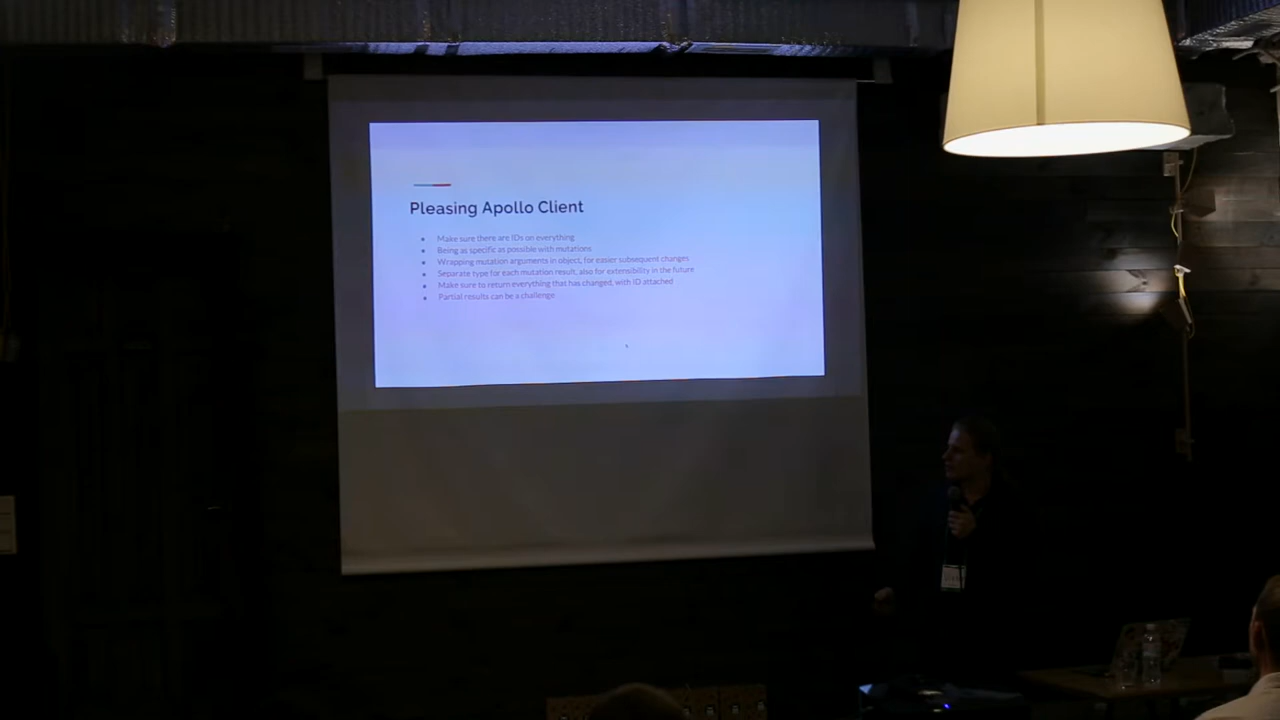 Pleasing Apollo Client
Make sure there are IDs on everything
Being as specific as possible with mutations
Wrapping mutation arguments in object, for easier subsequent changes
Separate type for each mutation result, also for extensibility in the future
Make sure to return everything that has changed, with ID attached
Partial results can be a challenge